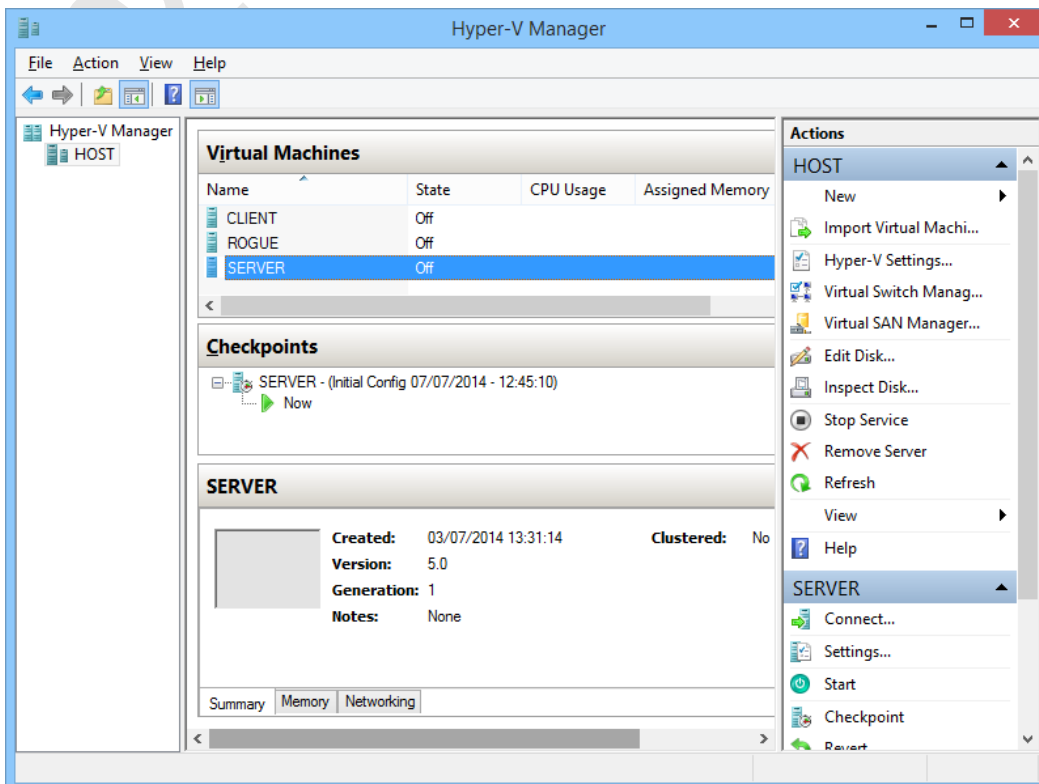 Hyper-V Manager
File Action View Help
Hyper-V Manager
HOST
Virtual Machines
Name State CPU Usage Assigned Memory
CLIENT Off
ROGUE Off
SERVER Off
Checkpoints
SERVER - (Initial Config 07/07/2014 - 12:45:10)
Now
SERVER
Created: 03/07/2014 13:31:14 Clustered: No
Version: 5.0
Generation: 1
Notes: None
Summary Memory Networking
Actions
HOST
New
Import Virtual Machi...
Hyper-V Settings...
Virtual Switch Manag...
Virtual SAN Manager...
Edit Disk...
Inspect Disk...
Stop Service
Remove Server
Refresh
View
Help
SERVER
Connect...
Settings...
Start
Checkpoint
Revert...